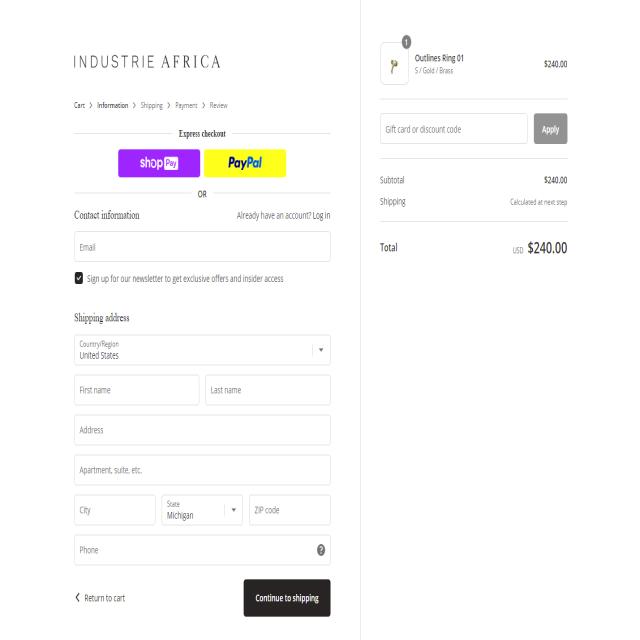 INDUSTRIE AFRICA
Cart > Information > Shipping > Payment > Review
Express checkout
shop Pay
PayPal
OR
Contact information
Already have an account? Log in
Email
Sign up for our newsletter to get exclusive offers and insider access
Shipping address
Country/Region
United States
First name
Last name
Address
Apartment, suite, etc.
City
State
Michigan
ZIP code
Phone
?
Return to cart
Continue to shipping
1
Outlines Ring 01
S / Gold / Brass
$240.00
Gift card or discount code
Apply
Subtotal
$240.00
Shipping
Calculated at next step
Total
USD $240.00